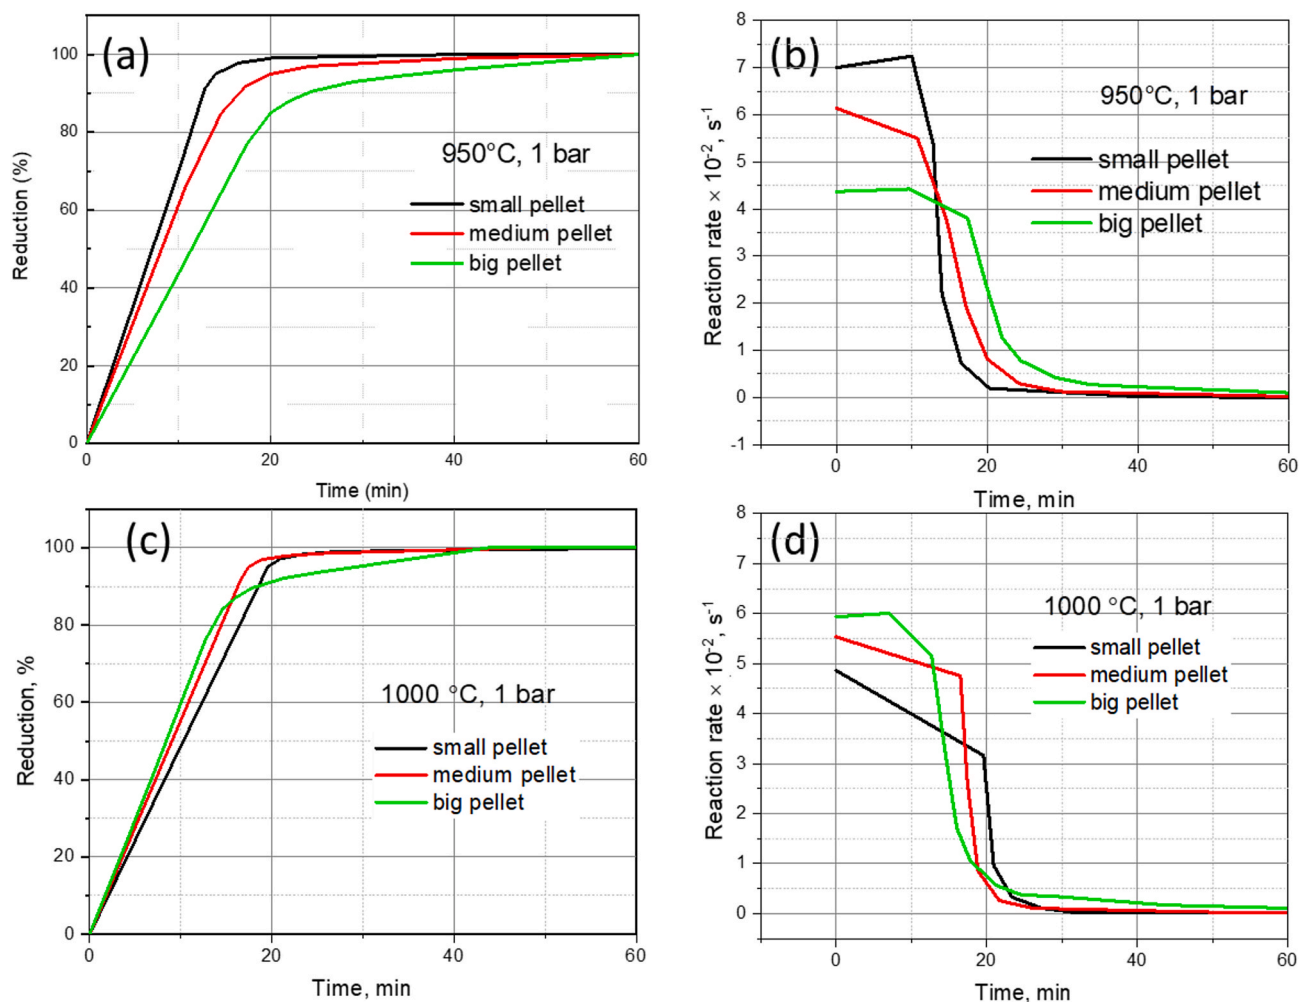 (a)
100
80
60
40
20
0
Reduction (%)
950°C, 1 bar
small pellet
medium pellet
big pellet
0
20
40
60
Time (min)
(b)
8
7
6
5
4
3
2
1
0
-1
Reaction rate × 10⁻², s⁻¹
950°C, 1 bar
small pellet
medium pellet
big pellet
0
20
40
60
Time, min
(c)
100
80
60
40
20
0
Reduction, %
1000 °C, 1 bar
small pellet
medium pellet
big pellet
0
20
40
60
Time, min
(d)
8
7
6
5
4
3
2
1
0
Reaction rate × 10⁻², s⁻¹
1000 °C, 1 bar
small pellet
medium pellet
big pellet
0
20
40
60
Time, min